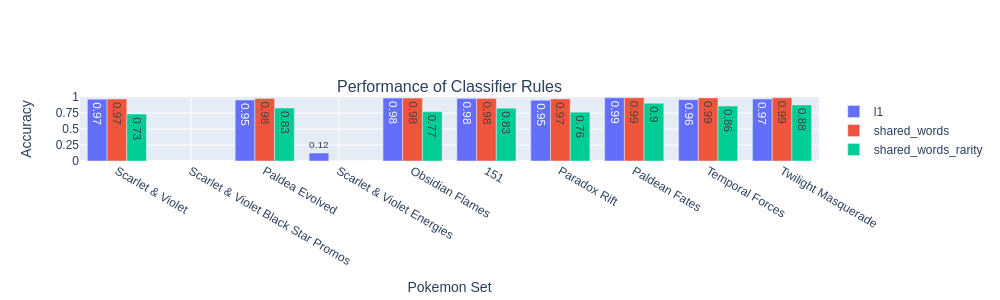 Performance of Classifier Rules
Accuracy
1
0.75
0.5
0.25
0
0.97
0.97
0.73
0.95
0.98
0.83
0.12
0.98
0.98
0.77
0.98
0.98
0.83
0.95
0.97
0.76
0.99
0.99
0.9
0.96
0.99
0.86
0.97
0.99
0.88
Scarlet & Violet
Scarlet & Violet Black Star Promos
Paldea Evolved
Scarlet & Violet Energies
Obsidian Flames
151
Paradox Rift
Paldean Fates
Temporal Forces
Twilight Masquerade
Pokemon Set
l1
shared_words
shared_words_rarity